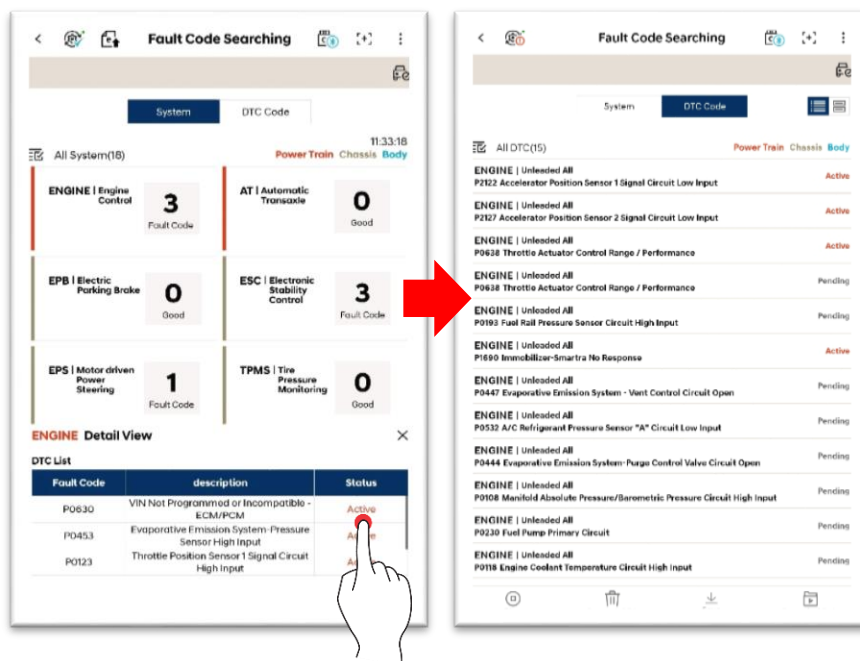 Fault Code Searching
System
DTC Code
11:33:18
All System(18)
Power Train Chassis Body
ENGINE | Engine
Control
3
Fault Code
AT | Automatic
Transaxle
0
Good
EPB | Electric
Parking Brake
0
Good
ESC | Electronic
Stability
Control
3
Fault Code
EPS | Motor driven
Power
Steering
1
Fault Code
TPMS | Tire
Pressure
Monitoring
0
Good
ENGINE Detail View
DTC List
Fault Code description Status
P0630 VIN Not Programmed or Incompatible - Active
ECM/PCM
P0453 Evaporative Emission System-Pressure
Sensor High Input
P0123 Throttle Position Sensor 1 Signal Circuit
High Input
Fault Code Searching
System
DTC Code
All DTC(15)
Power Train Chassis Body
ENGINE | Unleaded All
P2122 Accelerator Position Sensor 1 Signal Circuit Low Input
Active
ENGINE | Unleaded All
P2127 Accelerator Position Sensor 2 Signal Circuit Low Input
Active
ENGINE | Unleaded All
P0638 Throttle Actuator Control Range / Performance
Active
ENGINE | Unleaded All
P0638 Throttle Actuator Control Range / Performance
Pending
ENGINE | Unleaded All
P0193 Fuel Rail Pressure Sensor Circuit High Input
Pending
ENGINE | Unleaded All
P1690 Immobilizer-Smartra No Response
Active
ENGINE | Unleaded All
P0447 Evaporative Emission System - Vent Control Circuit Open
Pending
ENGINE | Unleaded All
P0532 A/C Refrigerant Pressure Sensor "A" Circuit Low Input
Pending
ENGINE | Unleaded All
P0444 Evaporative Emission System-Purge Control Valve Circuit Open
Pending
ENGINE | Unleaded All
P0108 Manifold Absolute Pressure/Barometric Pressure Circuit High Input
Pending
ENGINE | Unleaded All
P0230 Fuel Pump Primary Circuit
Pending
ENGINE | Unleaded All
P0118 Engine Coolant Temperature Circuit High Input
Pending